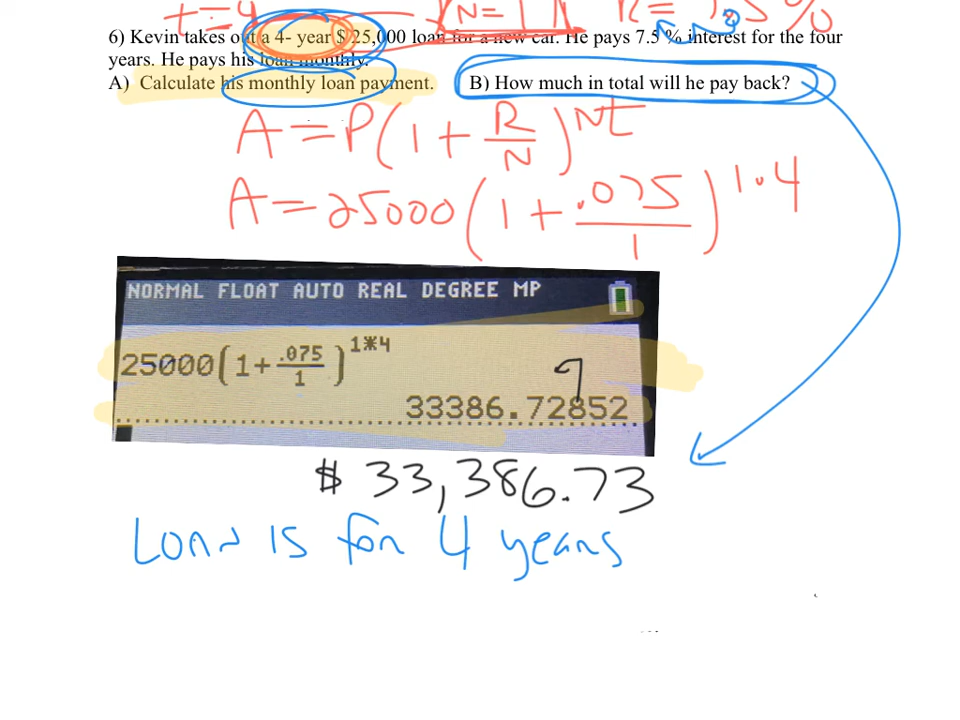 t=4 N=1 R=7.5%
6) Kevin takes out a 4- year $ 25,000 loan for a new car. He pays 7.5 % interest for the four
years. He pays his loan monthly.
A) Calculate his monthly loan payment. B) How much in total will he pay back?
A=P(1+R/N)^Nt
A=25000(1+.075/1)^1·4
NORMAL FLOAT AUTO REAL DEGREE MP
25000(1+.075/1)^1*4
33386.72852
$ 33,386.73
Loan is for 4 years